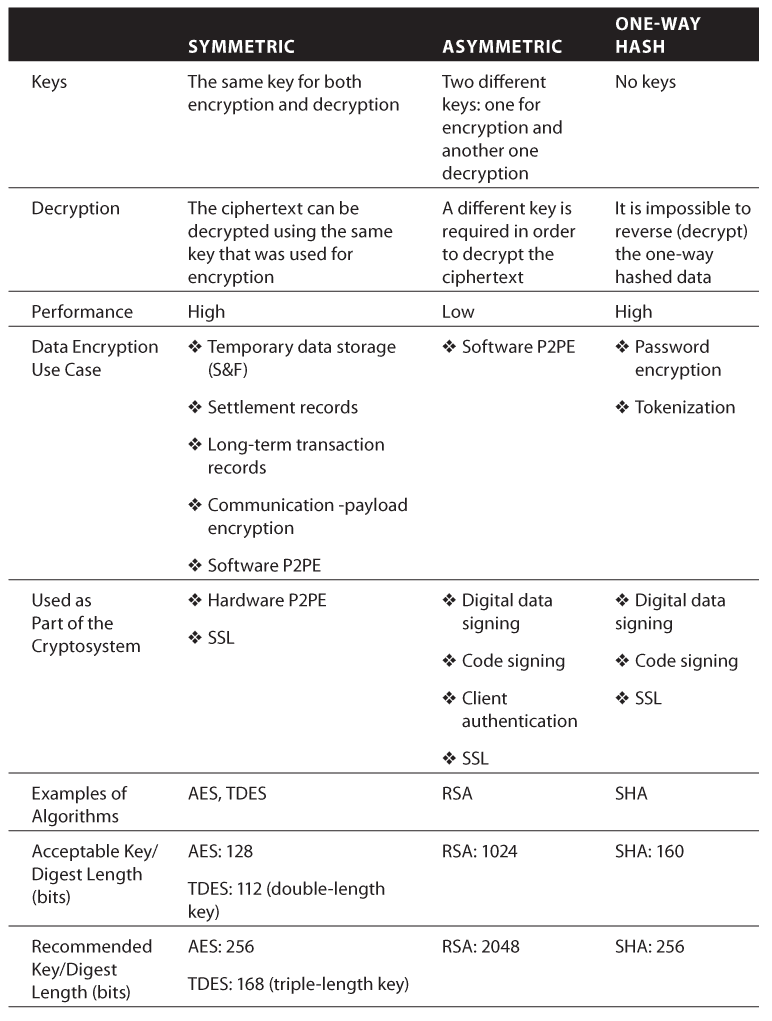 SYMMETRIC ASYMMETRIC ONE-WAY
HASH
Keys The same key for both Two different No keys
encryption and decryption keys: one for
encryption and
another one
decryption
Decryption The ciphertext can be A different key is It is impossible to
decrypted using the same required in order reverse (decrypt)
key that was used for to decrypt the the one-way
encryption ciphertext hashed data
Performance High Low High
Data Encryption ❖ Temporary data storage ❖ Software P2PE ❖ Password
Use Case (S&F) encryption
❖ Settlement records ❖ Tokenization
❖ Long-term transaction
records
❖ Communication -payload
encryption
❖ Software P2PE
Used as ❖ Hardware P2PE ❖ Digital data ❖ Digital data
Part of the signing signing
Cryptosystem ❖ SSL
❖ Code signing ❖ Code signing
❖ Client ❖ SSL
authentication
❖ SSL
Examples of AES, TDES RSA SHA
Algorithms
Acceptable Key/ AES: 128 RSA: 1024 SHA: 160
Digest Length
(bits) TDES: 112 (double-length
key)
Recommended AES: 256 RSA: 2048 SHA: 256
Key/Digest
Length (bits) TDES: 168 (triple-length key)